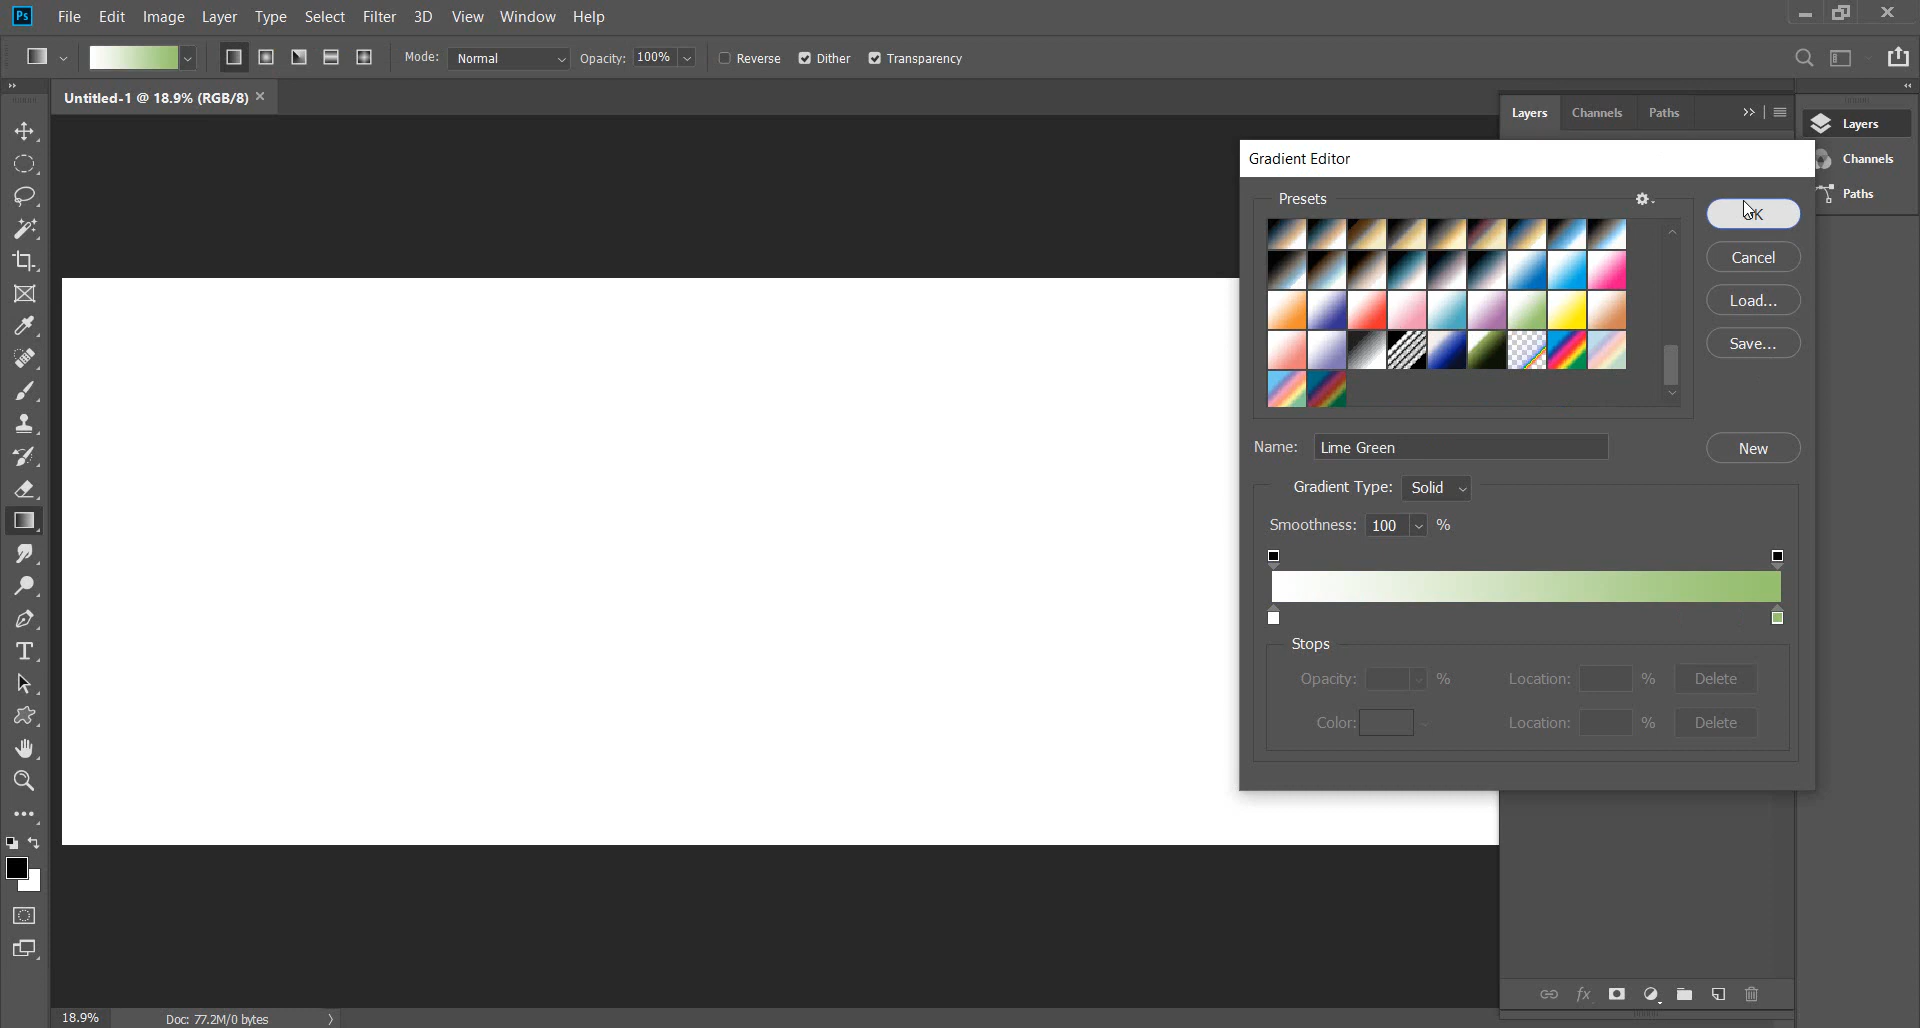 Ps File Edit Image Layer Type Select Filter 3D View Window Help
Mode: Normal Opacity: 100% Reverse Dither Transparency
Untitled-1 @ 18.9% (RGB/8)
Layers Channels Paths
Layers
Channels
Paths
Gradient Editor
Presets
OK
Cancel
Load...
Save...
Name: Lime Green
New
Gradient Type: Solid
Smoothness: 100 %
Stops
Opacity: % Location: % Delete
Color: Location: % Delete
fx
18.9% Doc: 77.2M/0 bytes